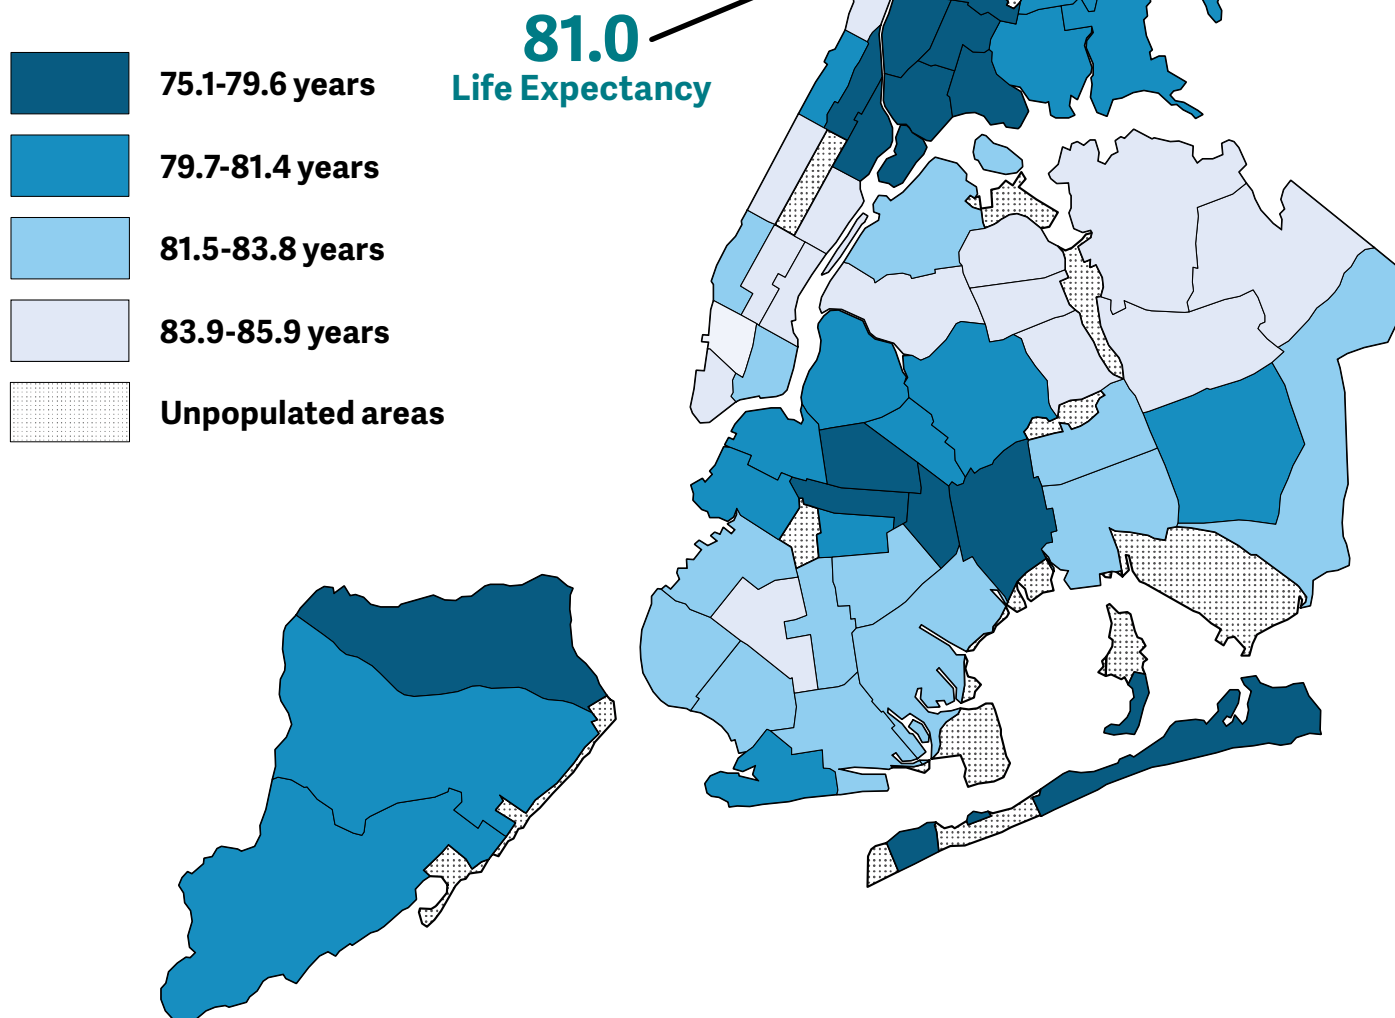 81.0
Life Expectancy
75.1-79.6 years
79.7-81.4 years
81.5-83.8 years
83.9-85.9 years
Unpopulated areas